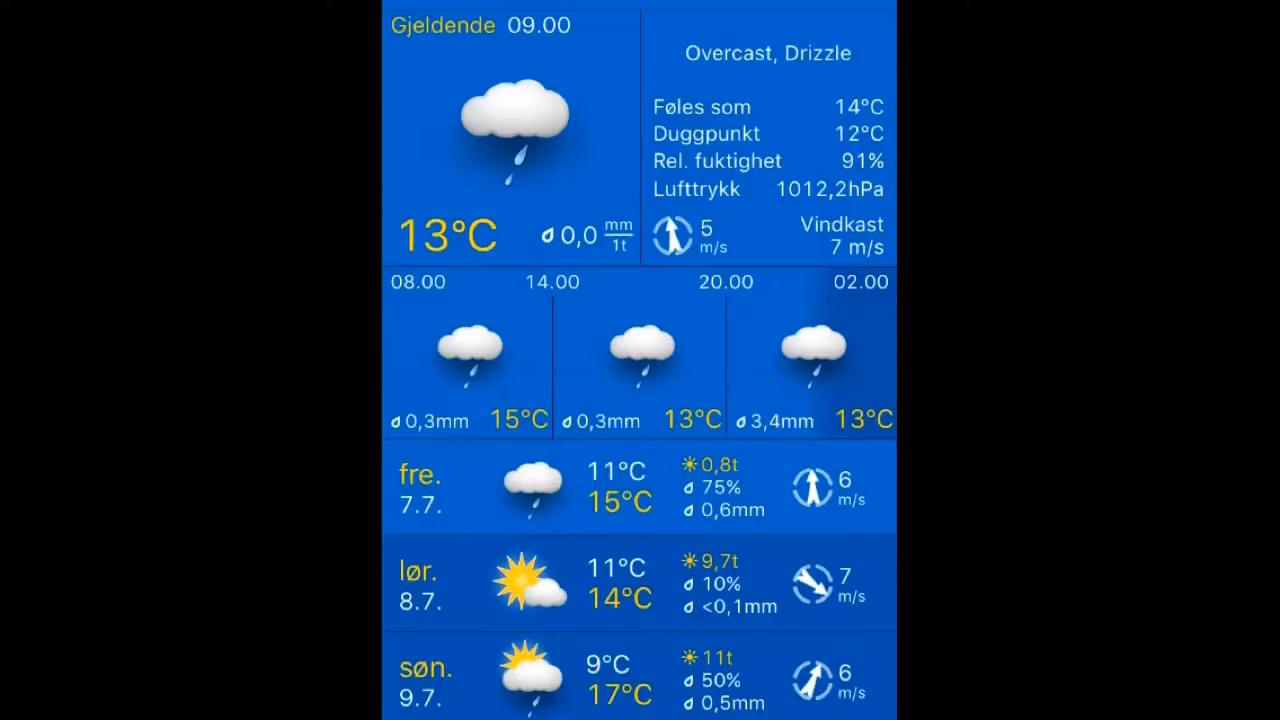 Gjeldende 09.00
13°C
0,0 mm/1t
Overcast, Drizzle
Føles som 14°C
Duggpunkt 12°C
Rel. fuktighet 91%
Lufttrykk 1012,2hPa
5 m/s
Vindkast
7 m/s
08.00 14.00 20.00 02.00
0,3mm 15°C 0,3mm 13°C 3,4mm 13°C
fre.
7.7.
11°C
15°C
0,8t
75%
0,6mm
6
m/s
lør.
8.7.
11°C
14°C
9,7t
10%
<0,1mm
7
m/s
søn.
9.7.
9°C
17°C
11t
50%
0,5mm
6
m/s